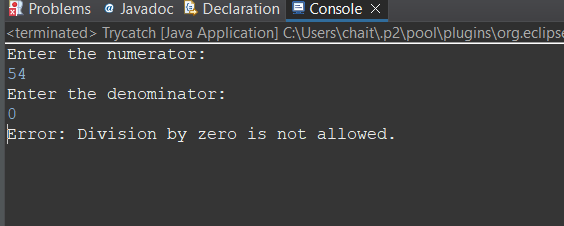 Problems @ Javadoc Declaration Console
<terminated> Trycatch [Java Application] C:\Users\chait\.p2\pool\plugins\org.eclipse
Enter the numerator:
54
Enter the denominator:
0
Error: Division by zero is not allowed.